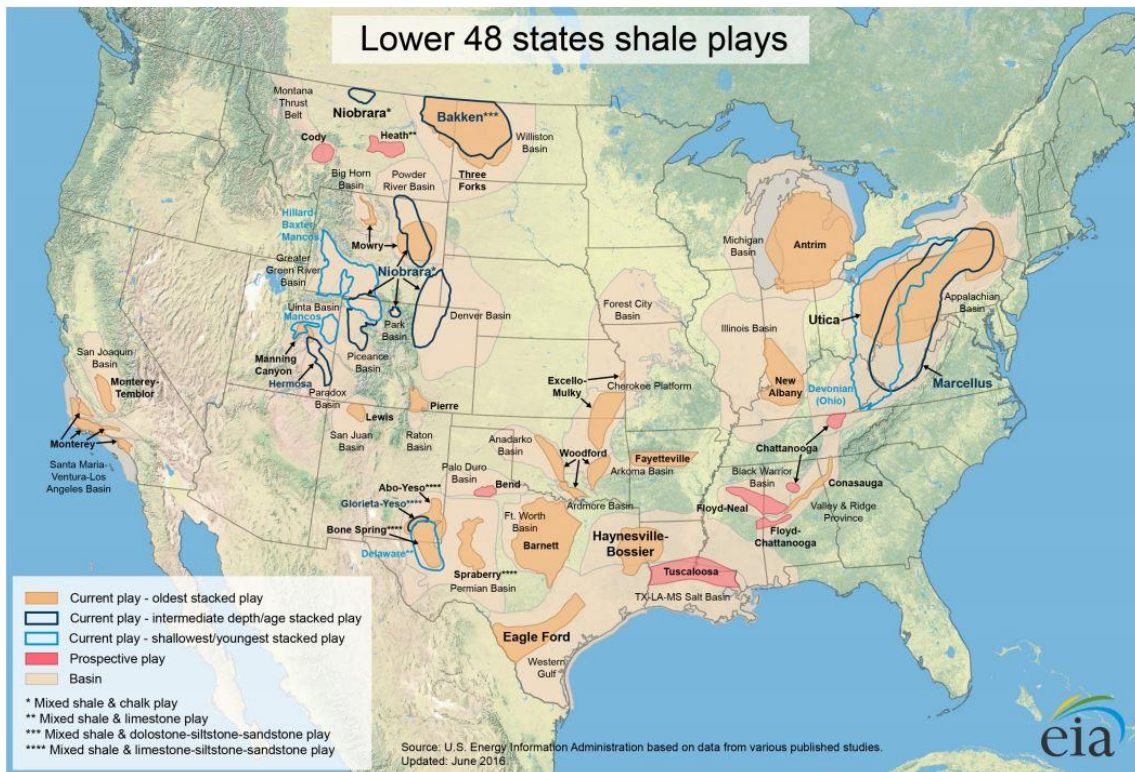 Lower 48 states shale plays
Montana
Thrust
Belt
Niobrara*
Bakken***
Williston
Basin
Cody
Heath**
Big Horn
Basin
Powder
River Basin
Three
Forks
Hillard-
Baxter-
Mancos
Mowry
Greater
Green River
Basin
Niobrara*
Michigan
Basin
Antrim
Uinta Basin
Mancos
Park
Basin
Denver Basin
Forest City
Basin
Illinois Basin
Utica
Appalachian
Basin
San Joaquin
Basin
Monterey-
Temblor
Manning
Canyon
Hermosa
Piceance
Basin
Paradox
Basin
Excello-
Mulky
Cherokee Platform
New
Albany
Devonian
(Ohio)
Marcellus
Lewis
Pierre
San Juan
Basin
Raton
Basin
Monterey
Santa Maria-
Ventura-Los
Angeles Basin
Anadarko
Basin
Woodford
Fayetteville
Arkoma Basin
Chattanooga
Black Warrior
Basin
Conasauga
Palo Duro
Basin
Bend
Ardmore Basin
Floyd-Neal
Valley & Ridge
Province
Abo-Yeso****
Glorieta-Yeso****
Bone Spring****
Delaware**
Ft. Worth
Basin
Barnett
Haynesville-
Bossier
Floyd-
Chattanooga
Spraberry****
Permian Basin
Tuscaloosa
TX-LA-MS Salt Basin
Eagle Ford
Western
Gulf
Current play - oldest stacked play
Current play - intermediate depth/age stacked play
Current play - shallowest/youngest stacked play
Prospective play
Basin
* Mixed shale & chalk play
** Mixed shale & limestone play
*** Mixed shale & dolostone-siltstone-sandstone play
**** Mixed shale & limestone-siltstone-sandstone play
Source: U.S. Energy Information Administration based on data from various published studies.
Updated: June 2016
eia